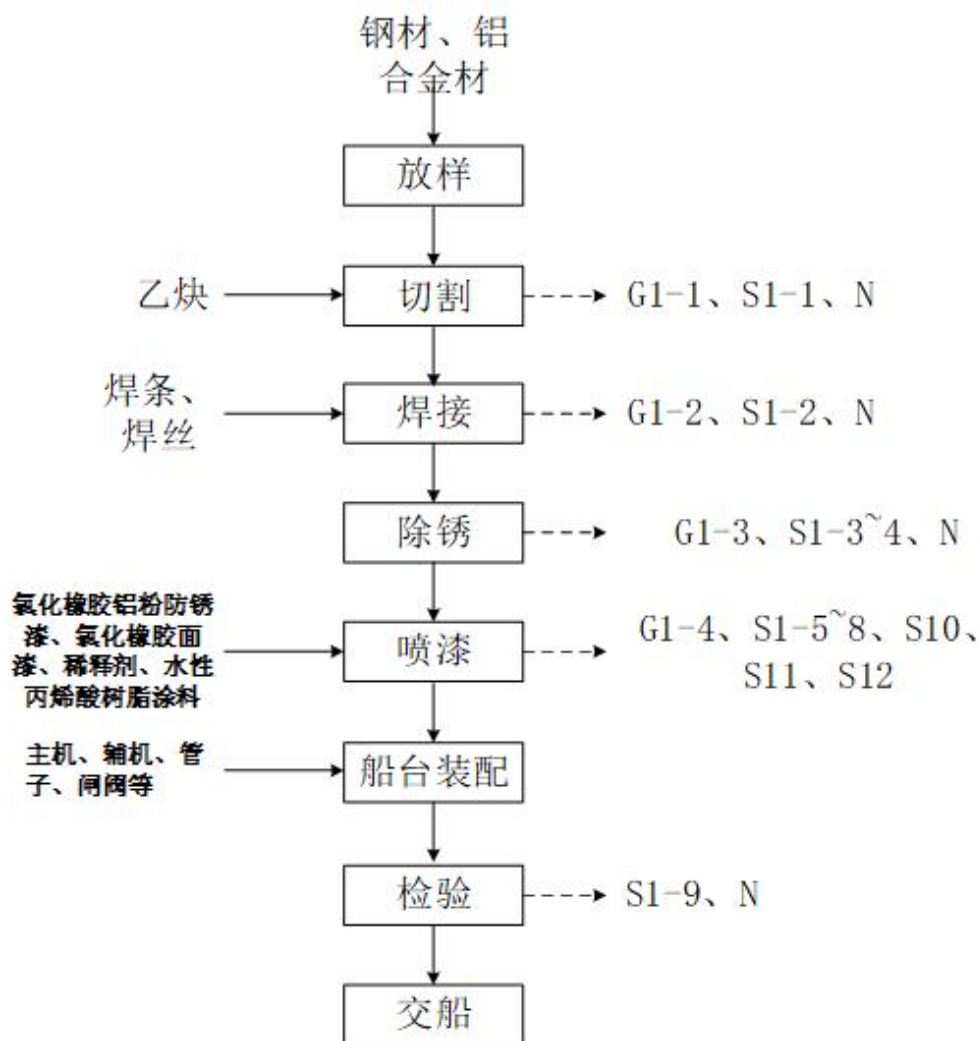 钢材、铝
合金材
放样
乙炔
切割
G1-1、S1-1、N
焊条、
焊丝
焊接
G1-2、S1-2、N
除锈
G1-3、S1-3~4、N
氯化橡胶铝粉防锈
漆、氯化橡胶面
漆、稀释剂、水性
丙烯酸树脂涂料
喷漆
G1-4、S1-5~8、S10、
S11、S12
主机、辅机、管
子、闸阀等
船台装配
检验
S1-9、N
交船